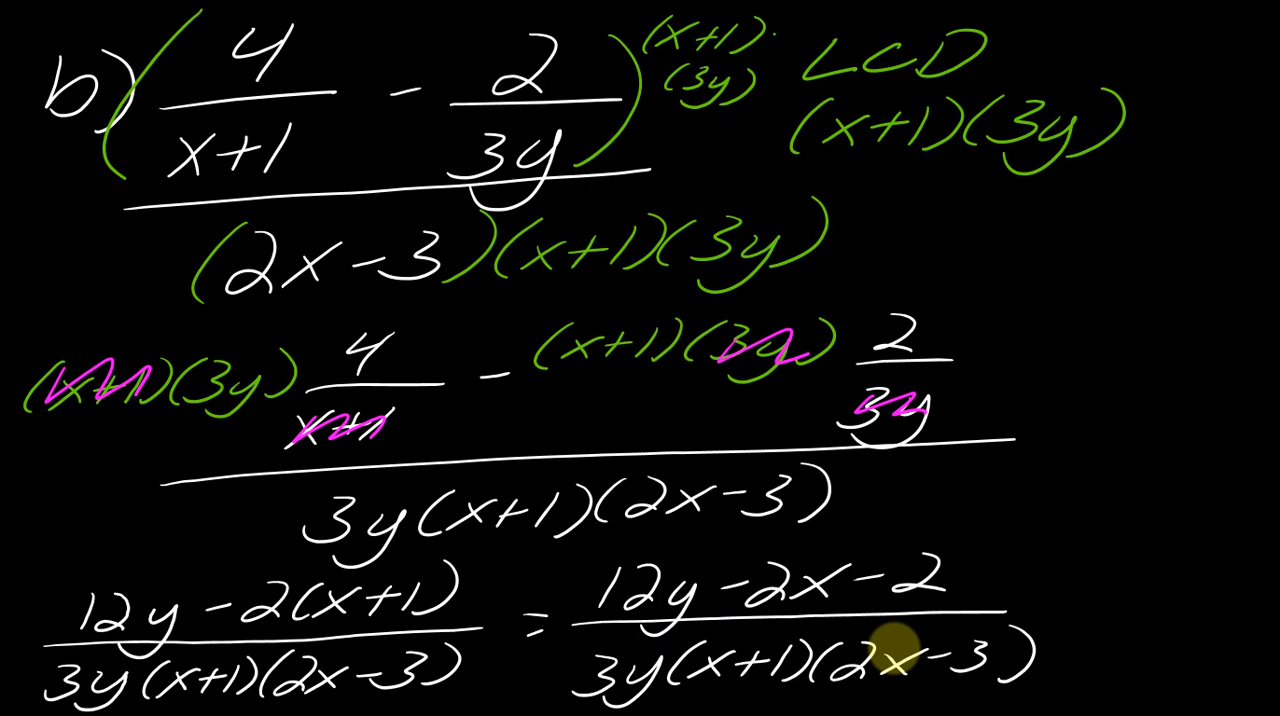 b) ( 4/(x+1) - 2/3y ) (x+1)(3y) LCD
(x+1)(3y)
(2x-3)(x+1)(3y)
(x+1)(3y) 4/(x+1) - (x+1)(3y) 2/3y
3y(x+1)(2x-3)
12y-2(x+1) = 12y-2x-2
3y(x+1)(2x-3) 3y(x+1)(2x-3)